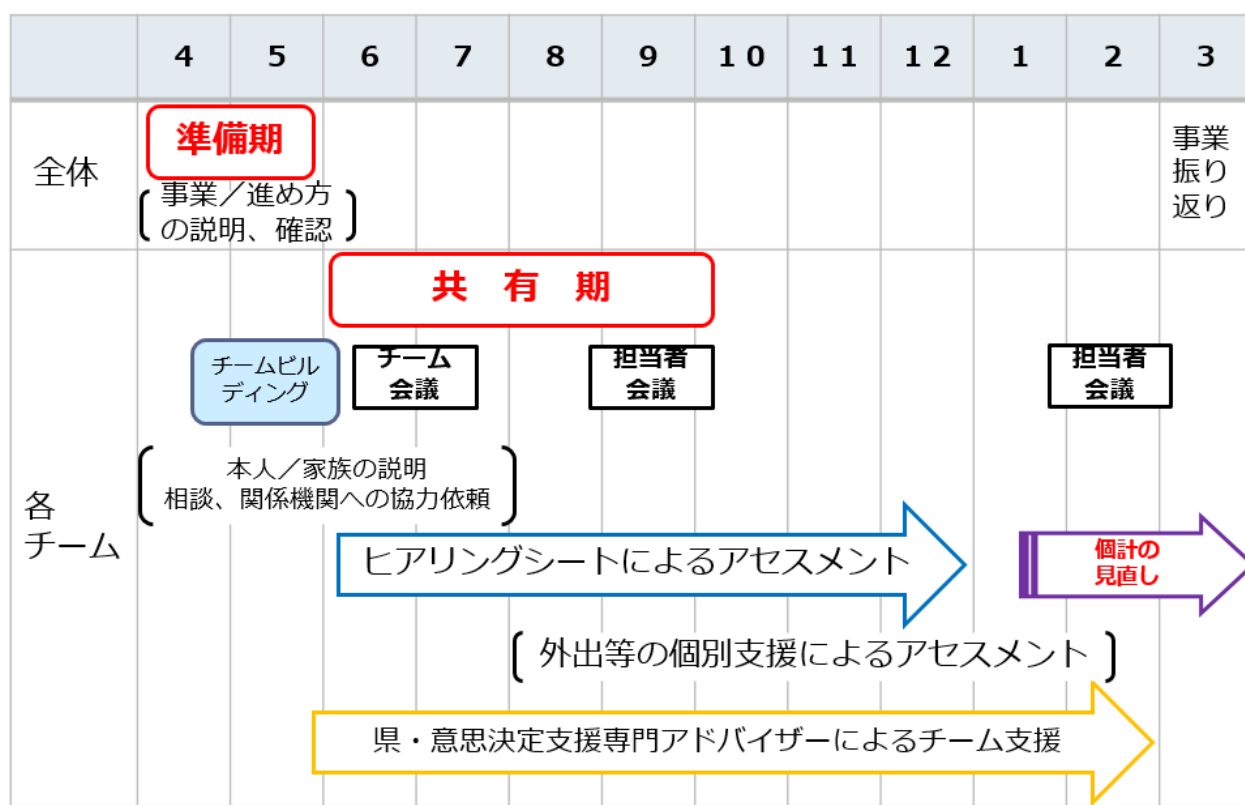 4 5 6 7 8 9 10 11 12 1 2 3
全体
準備期
事業／進め方
の説明、確認
事業
振り
返り
各
チーム
共 有 期
チームビル
ディング
チーム
会議
担当者
会議
担当者
会議
本人／家族の説明
相談、関係機関への協力依頼
ヒアリングシートによるアセスメント
個計の
見直し
外出等の個別支援によるアセスメント
県・意思決定支援専門アドバイザーによるチーム支援